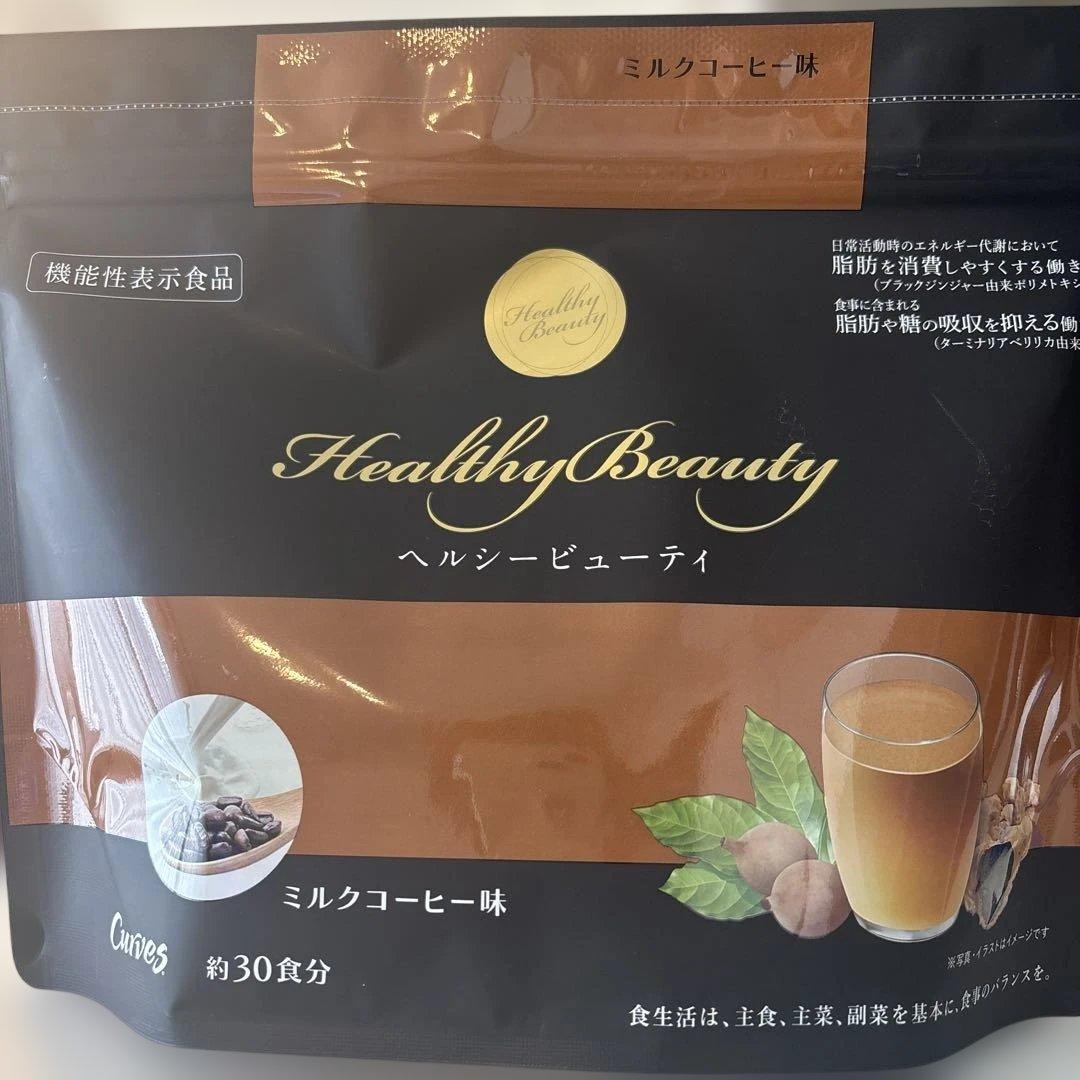 ミルクコーヒー味
機能性表示食品
日常活動時のエネルギー代謝において
脂肪を消費しやすくする働き
(ブラックジンジャー由来ポリメトキシ
食事に含まれる
脂肪や糖の吸収を抑える働
(ターミナリアベリリカ由来
Healthy
Beauty
Healthy Beauty
ヘルシービューティ
ミルクコーヒー味
Curves
約30食分
※写真・イラストはイメージです
食生活は、主食、主菜、副菜を基本に、食事のバランスを。